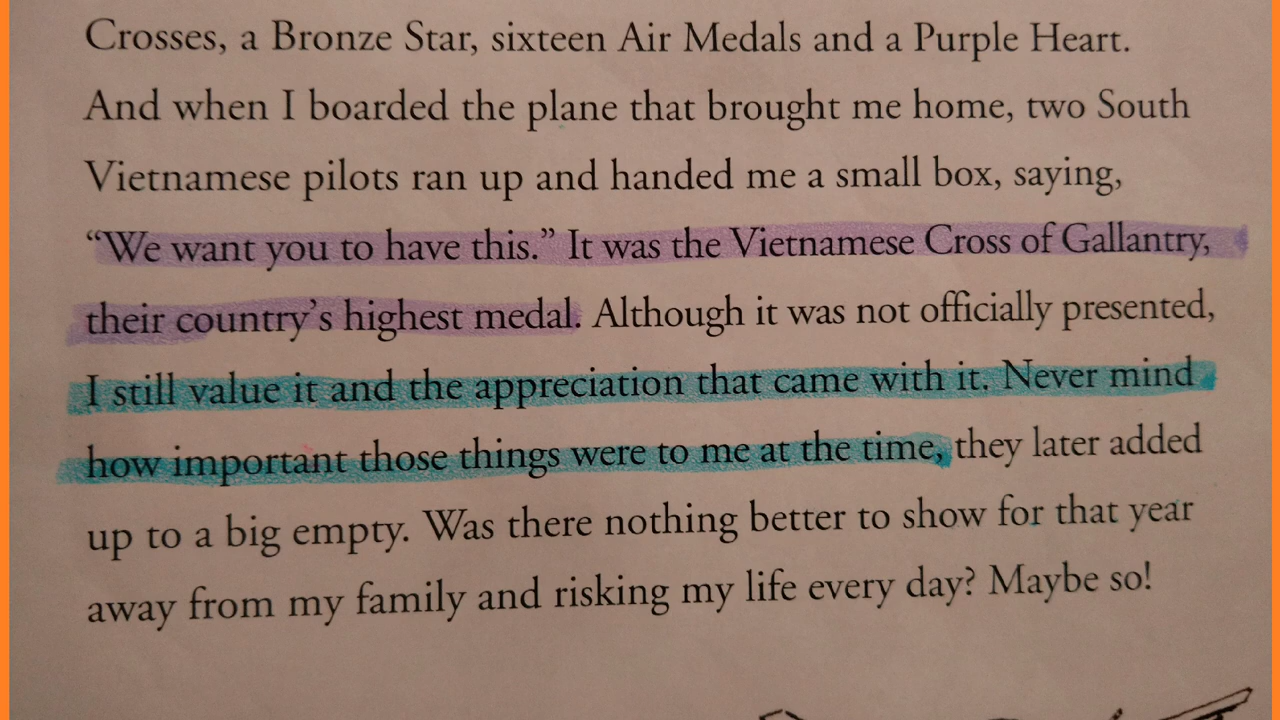 Crosses, a Bronze Star, sixteen Air Medals and a Purple Heart.
And when I boarded the plane that brought me home, two South
Vietnamese pilots ran up and handed me a small box, saying,
“We want you to have this.” It was the Vietnamese Cross of Gallantry,
their country’s highest medal. Although it was not officially presented,
I still value it and the appreciation that came with it. Never mind
how important those things were to me at the time, they later added
up to a big empty. Was there nothing better to show for that year
away from my family and risking my life every day? Maybe so!